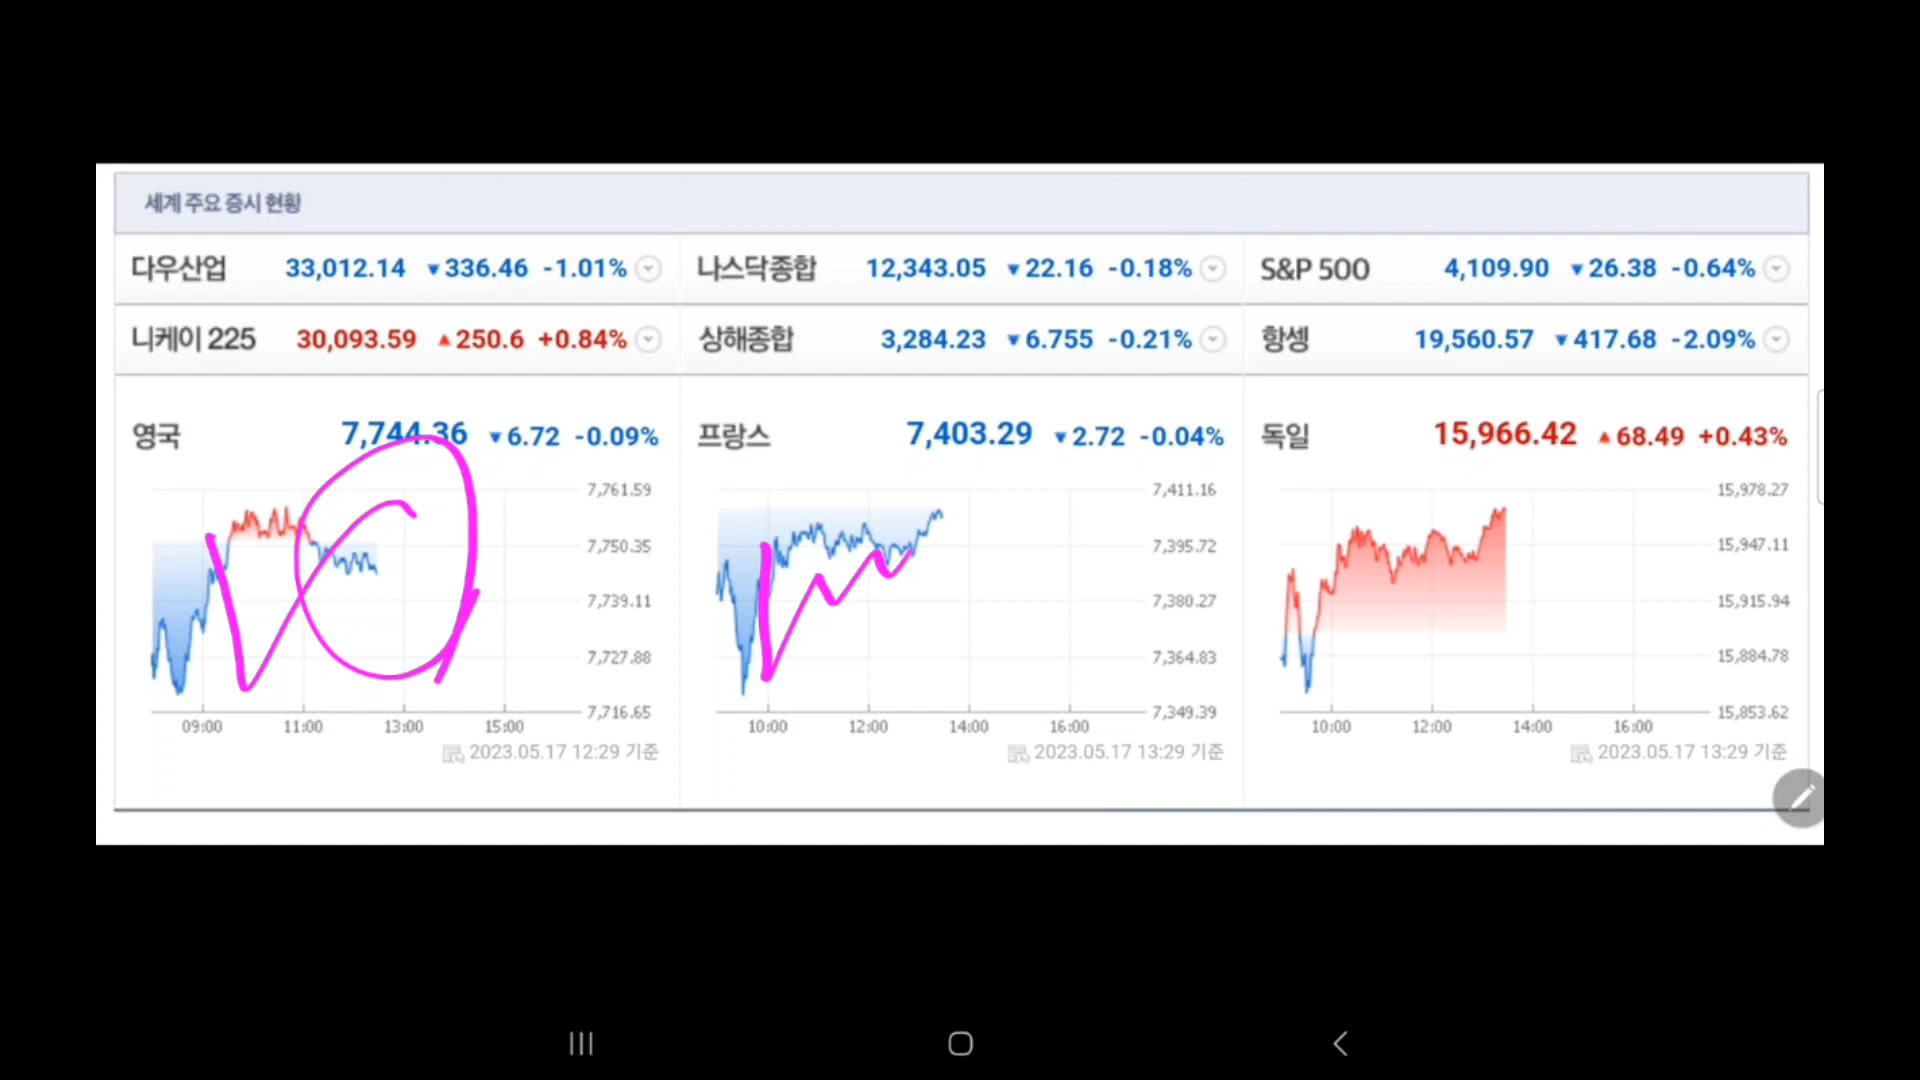 세계 주요 증시 현황
다우산업 33,012.14 ▼336.46 -1.01% 나스닥종합 12,343.05 ▼22.16 -0.18% S&P 500 4,109.90 ▼26.38 -0.64%
니케이 225 30,093.59 ▲250.6 +0.84% 상해종합 3,284.23 ▼6.755 -0.21% 항셍 19,560.57 ▼417.68 -2.09%
영국 7,744.36 ▼6.72 -0.09% 프랑스 7,403.29 ▼2.72 -0.04% 독일 15,966.42 ▲68.49 +0.43%
7,761.59 7,411.16 15,978.27
7,750.35 7,395.72 15,947.11
7,739.11 7,380.27 15,915.94
7,727.88 7,364.83 15,884.78
7,716.65 7,349.39 15,853.62
09:00 11:00 13:00 15:00 10:00 12:00 14:00 16:00 10:00 12:00 14:00 16:00
2023.05.17 12:29 기준 2023.05.17 13:29 기준 2023.05.17 13:29 기준